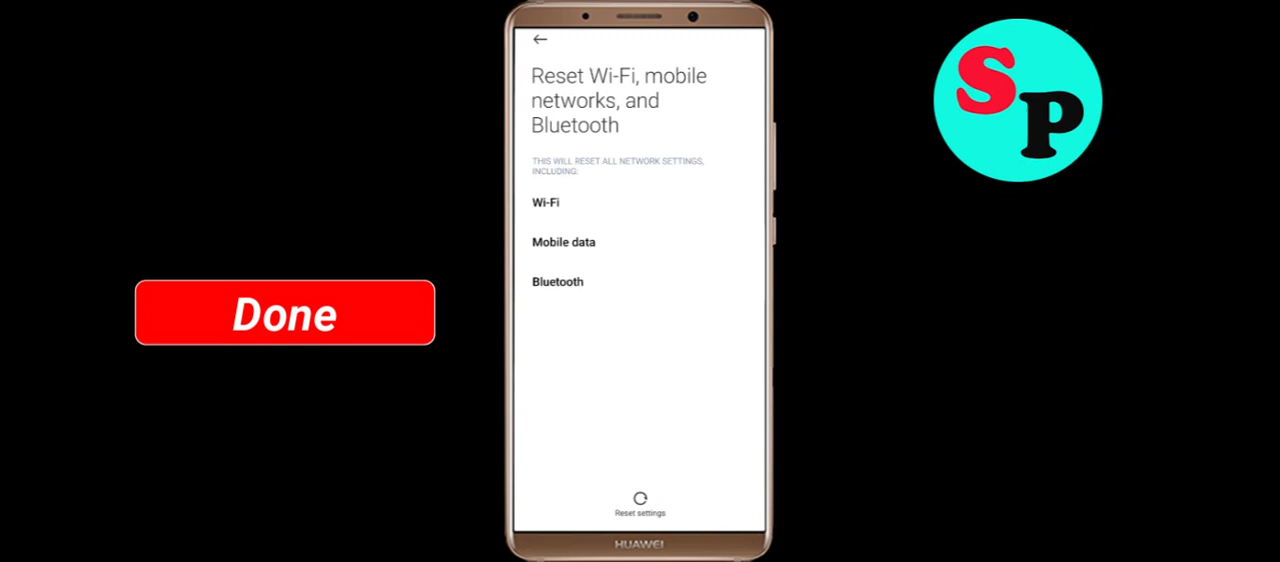 Reset Wi-Fi, mobile
networks, and
Bluetooth
THIS WILL RESET ALL NETWORK SETTINGS,
INCLUDING:
Wi-Fi
Mobile data
Bluetooth
Reset settings
HUAWEI
Done
SP